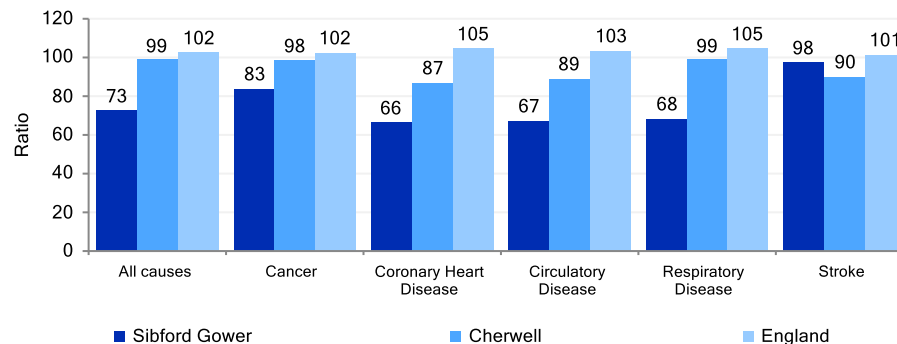 120
100
80
60
40
20
0
Ratio
73 99 102
83 98 102
66 87 105
67 89 103
68 99 105
98 90 101
All causes
Cancer
Coronary Heart
Disease
Circulatory
Disease
Respiratory
Disease
Stroke
Sibford Gower
Cherwell
England